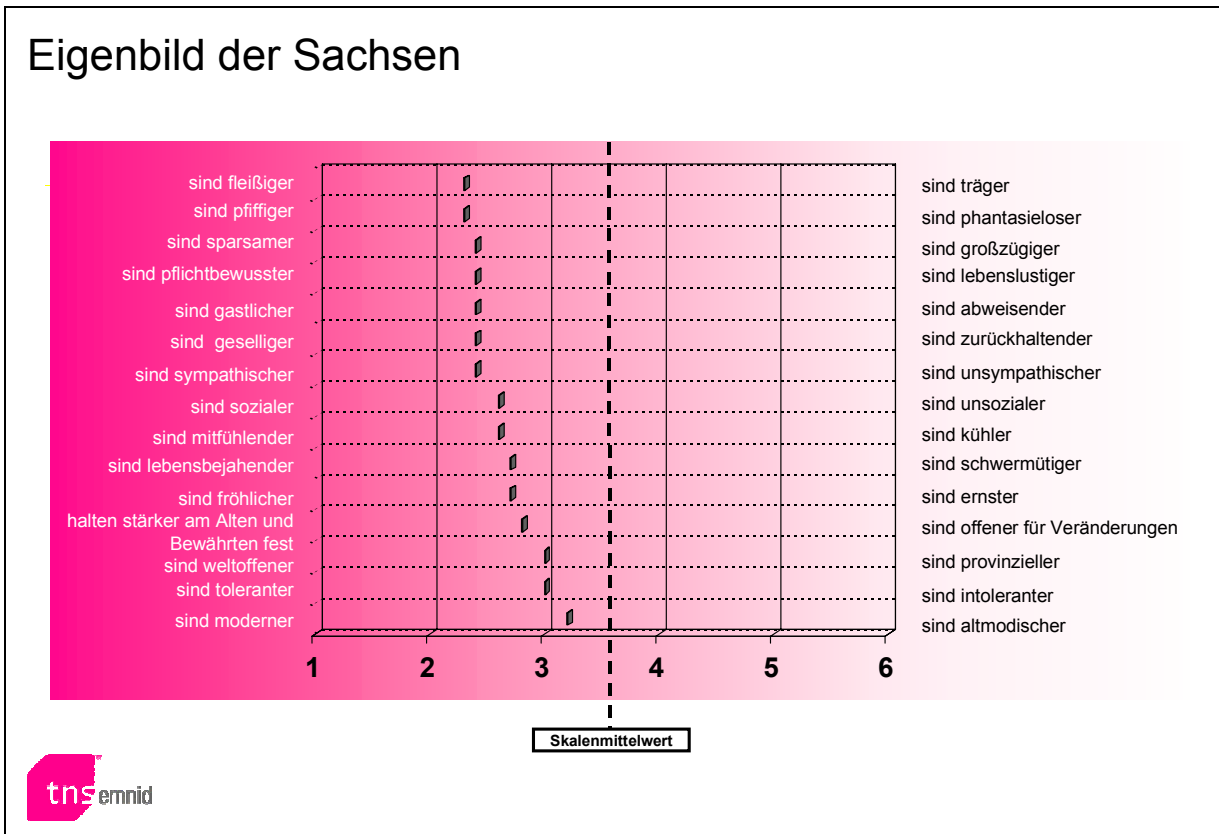 Eigenbild der Sachsen
sind fleißiger
sind träger
sind pfiffiger
sind phantasieloser
sind sparsamer
sind großzügiger
sind pflichtbewusster
sind lebenslustiger
sind gastlicher
sind abweisender
sind geselliger
sind zurückhaltender
sind sympathischer
sind unsympathischer
sind sozialer
sind unsozialer
sind mitfühlender
sind kühler
sind lebensbejahender
sind schwermütiger
sind fröhlicher
sind ernster
halten stärker am Alten und
Bewährten fest
sind offener für Veränderungen
sind weltoffener
sind provinzieller
sind toleranter
sind intoleranter
sind moderner
sind altmodischer
1 2 3 4 5 6
Skalenmittelwert
tns emnid